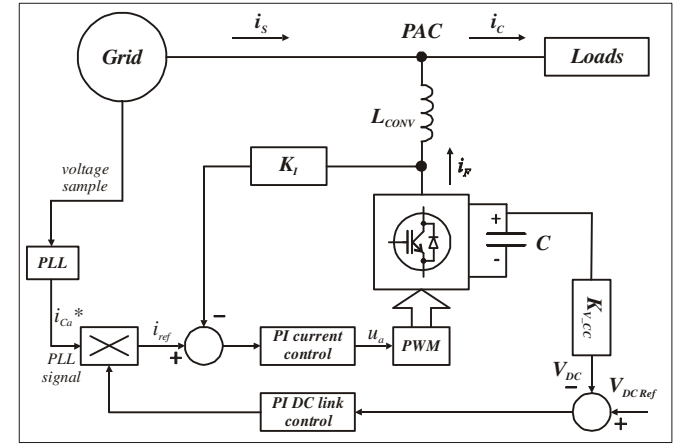 i_S
PAC
i_C
Grid
Loads
L_CONV
K_I
i_F
voltage
sample
+
C
-
PLL
K_V_CC
i_Ca*
i_ref
−
+
PI current
control
u_a
PWM
PLL
signal
V_DC
−
V_DC Ref
+
PI DC link
control